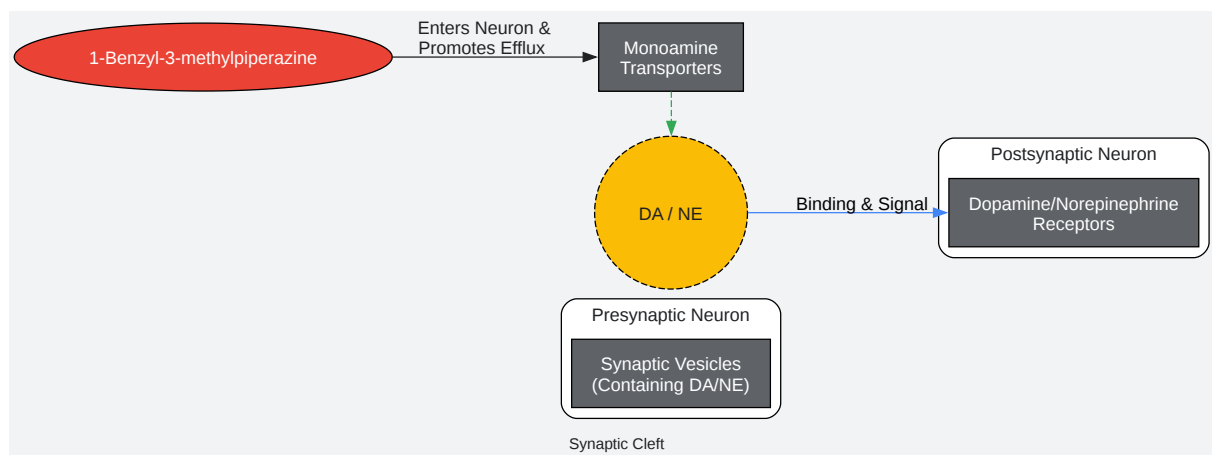 1-Benzyl-3-methylpiperazine
Enters Neuron &
Promotes Efflux
Monoamine
Transporters
DA / NE
Binding & Signal
Postsynaptic Neuron
Dopamine/Norepinephrine
Receptors
Presynaptic Neuron
Synaptic Vesicles
(Containing DA/NE)
Synaptic Cleft